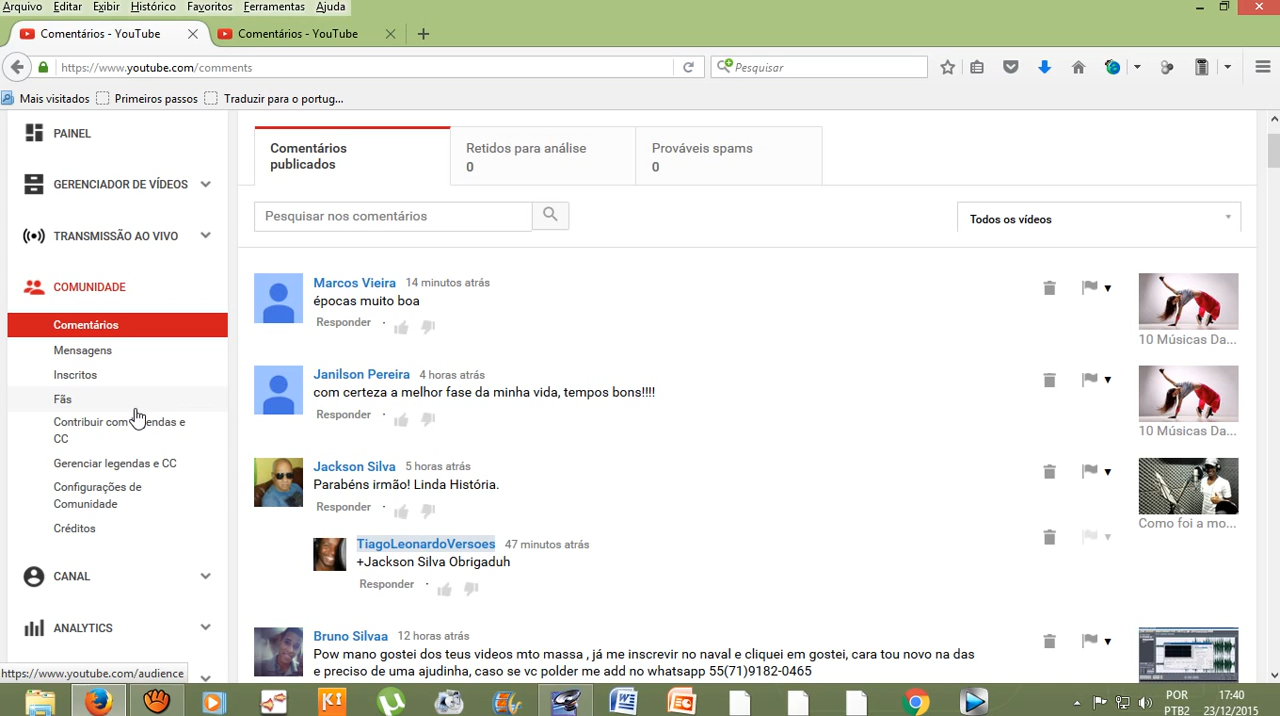 Arquivo Editar Exibir Histórico Favoritos Ferramentas Ajuda
Comentários - YouTube
Comentários - YouTube
https://www.youtube.com/comments
Pesquisar
Mais visitados
Primeiros passos
Traduzir para o portug...
PAINEL
GERENCIADOR DE VÍDEOS
TRANSMISSÃO AO VIVO
COMUNIDADE
Comentários
Mensagens
Inscritos
Fãs
Contribuir com legendas e
CC
Gerenciar legendas e CC
Configurações de
Comunidade
Créditos
CANAL
ANALYTICS
https://www.youtube.com/audience
Comentários
publicados
Retidos para análise
0
Prováveis spams
0
Pesquisar nos comentários
Todos os vídeos
Marcos Vieira 14 minutos atrás
épocas muito boa
Responder ·
10 Músicas Da...
Janilson Pereira 4 horas atrás
com certeza a melhor fase da minha vida, tempos bons!!!!
Responder ·
10 Músicas Da...
Jackson Silva 5 horas atrás
Parabéns irmão! Linda História.
Responder ·
Como foi a mo...
TiagoLeonardoVersoes 47 minutos atrás
+Jackson Silva Obrigaduh
Responder ·
Bruno Silvaa 12 horas atrás
Pow mano gostei dos teus videos mto massa , já me inscrevir no naval e cliquei em gostei, cara tou novo na das
e preciso de uma ajudinha, caso se vc polder me add no whatsapp 55(71)9182-0465
POR
PTB2
17:40
23/12/2015